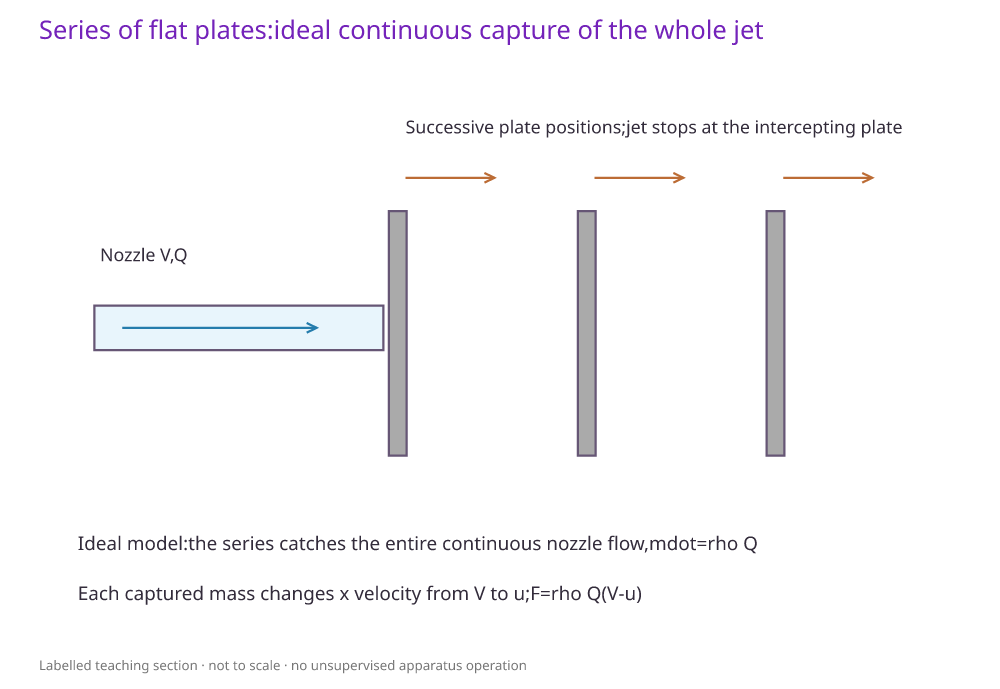 Series of flat plates:ideal continuous capture of the whole jet
Successive plate positions;jet stops at the intercepting plate
Nozzle V,Q
Ideal model:the series catches the entire continuous nozzle flow,mdot=rho Q
Each captured mass changes x velocity from V to u;F=rho Q(V-u)
Labelled teaching section · not to scale · no unsupervised apparatus operation